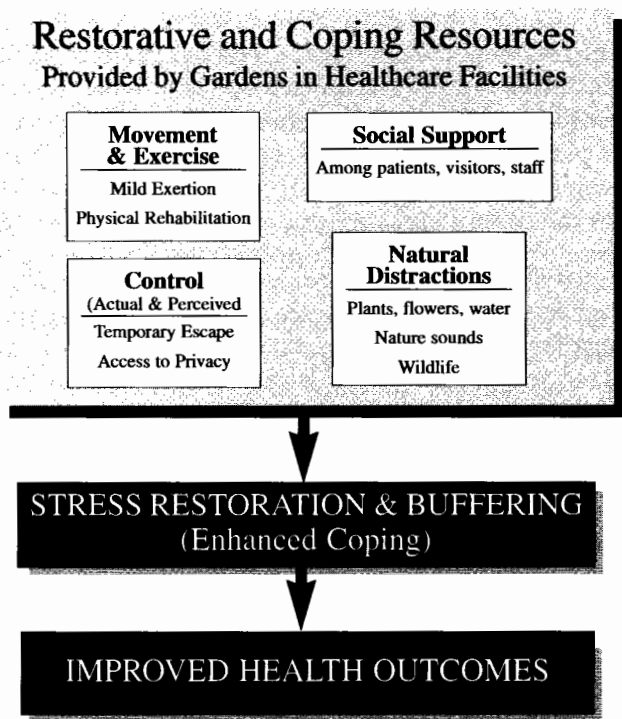 Restorative and Coping Resources
Provided by Gardens in Healthcare Facilities
Movement
& Exercise
Mild Exertion
Physical Rehabilitation
Social Support
Among patients, visitors, staff
Control
(Actual & Perceived
Temporary Escape
Access to Privacy
Natural
Distractions
Plants, flowers, water
Nature sounds
Wildlife
STRESS RESTORATION & BUFFERING
(Enhanced Coping)
IMPROVED HEALTH OUTCOMES